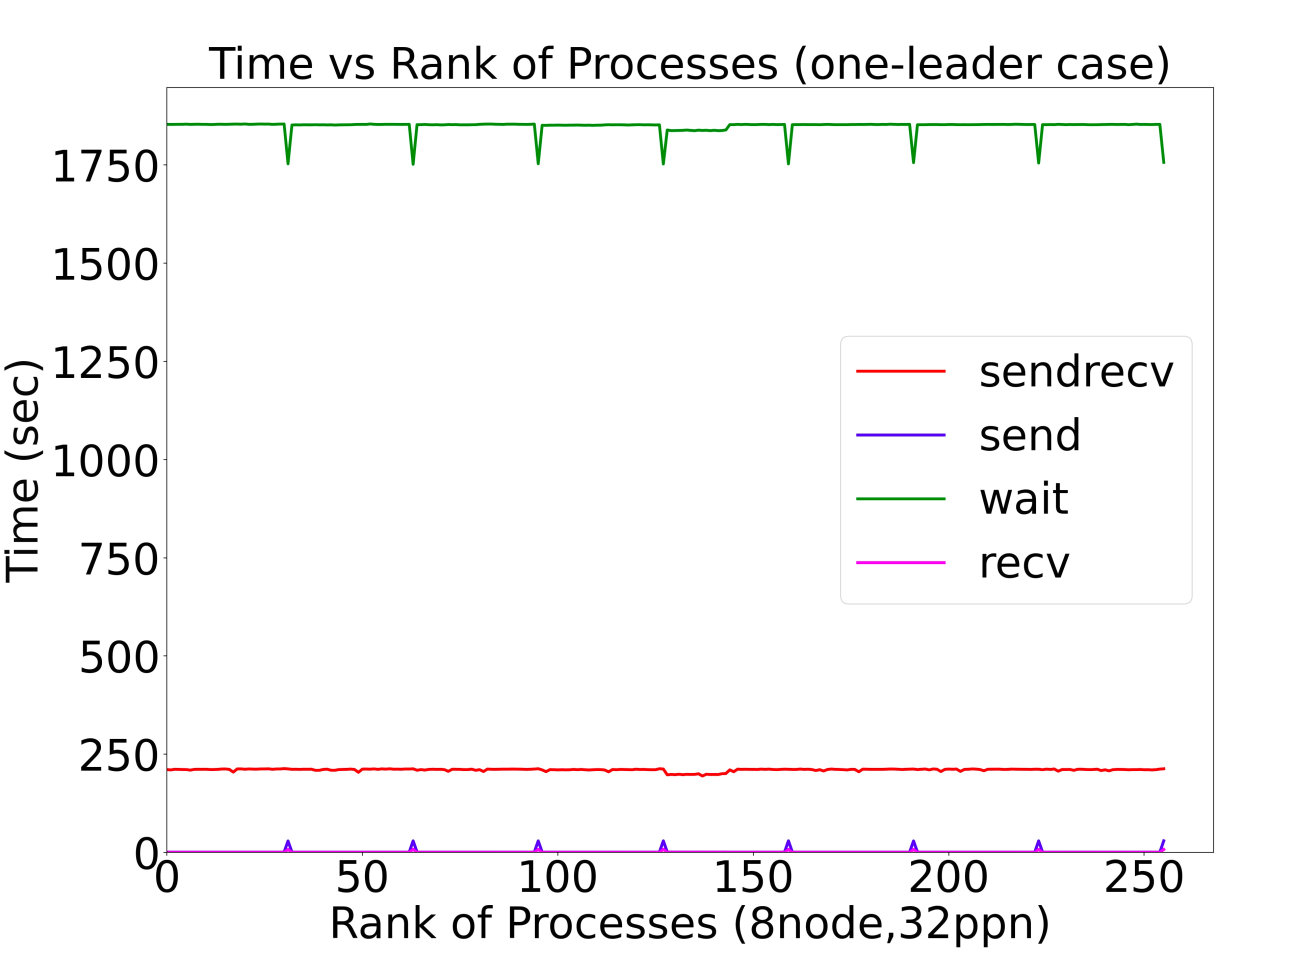 Time vs Rank of Processes (one-leader case)
Time (sec)
1750
1500
1250
1000
750
500
250
0
0 50 100 150 200 250
Rank of Processes (8node,32ppn)
sendrecv
send
wait
recv